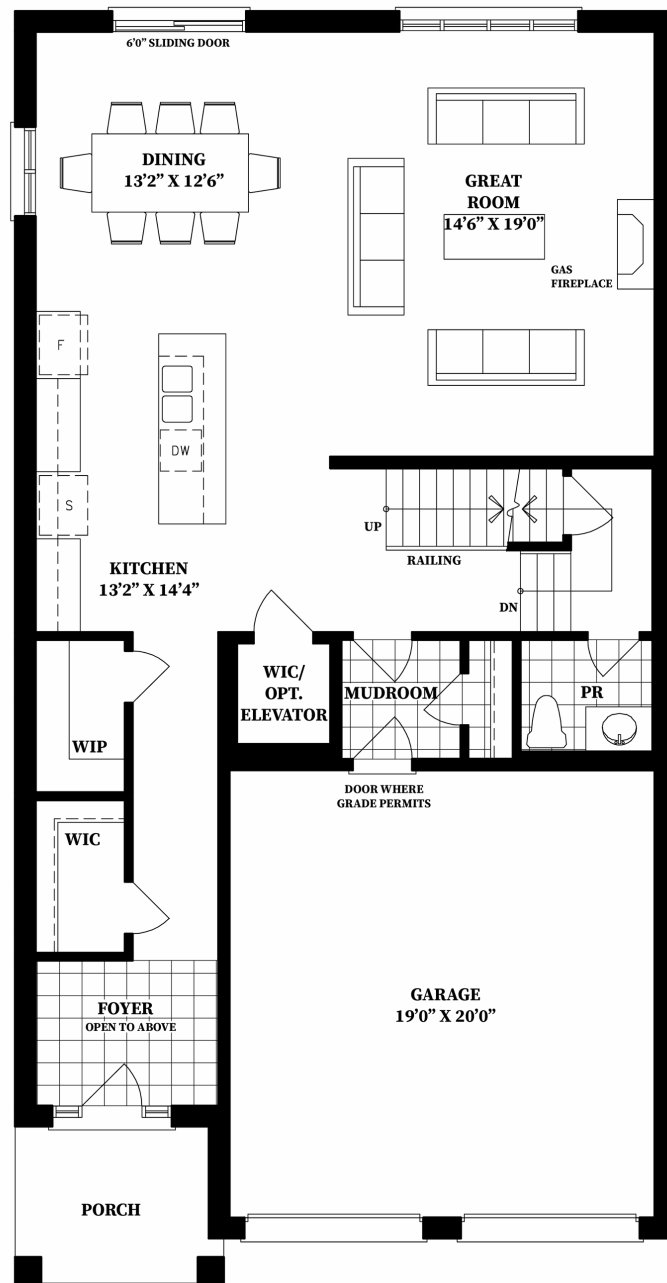 6'0” SLIDING DOOR
DINING
13'2” X 12'6”
GREAT
ROOM
14'6” X 19'0”
GAS
FIREPLACE
F
DW
S
KITCHEN
13'2” X 14'4”
UP
RAILING
DN
WIC/
OPT.
ELEVATOR
MUDROOM
PR
WIP
DOOR WHERE
GRADE PERMITS
WIC
FOYER
OPEN TO ABOVE
GARAGE
19'0” X 20'0”
PORCH